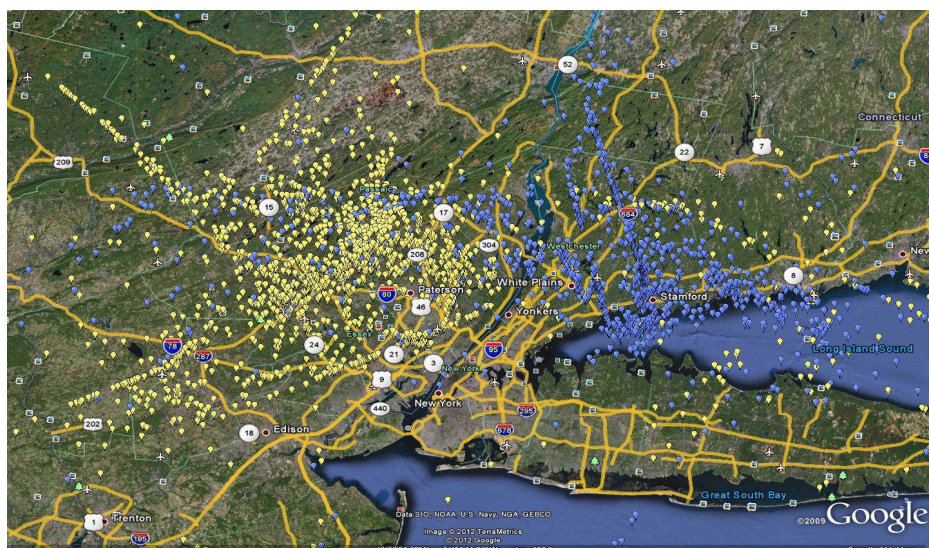 52
Connecticut
7
22
84
209
Passaic
15
17
684
304
Westchester
208
New
8
White Plains
80
Paterson
Stamford
46
Yonkers
Essex
78
287
24
21
95
Long Island Sound
3
New York
9
New York
440
295
202
18
Edison
678
Great South Bay
1
Trenton
195
Data SIO, NOAA, U.S. Navy, NGA, GEBCO
©2009 Google
Image © 2012 TerraMetrics
© 2012 Google